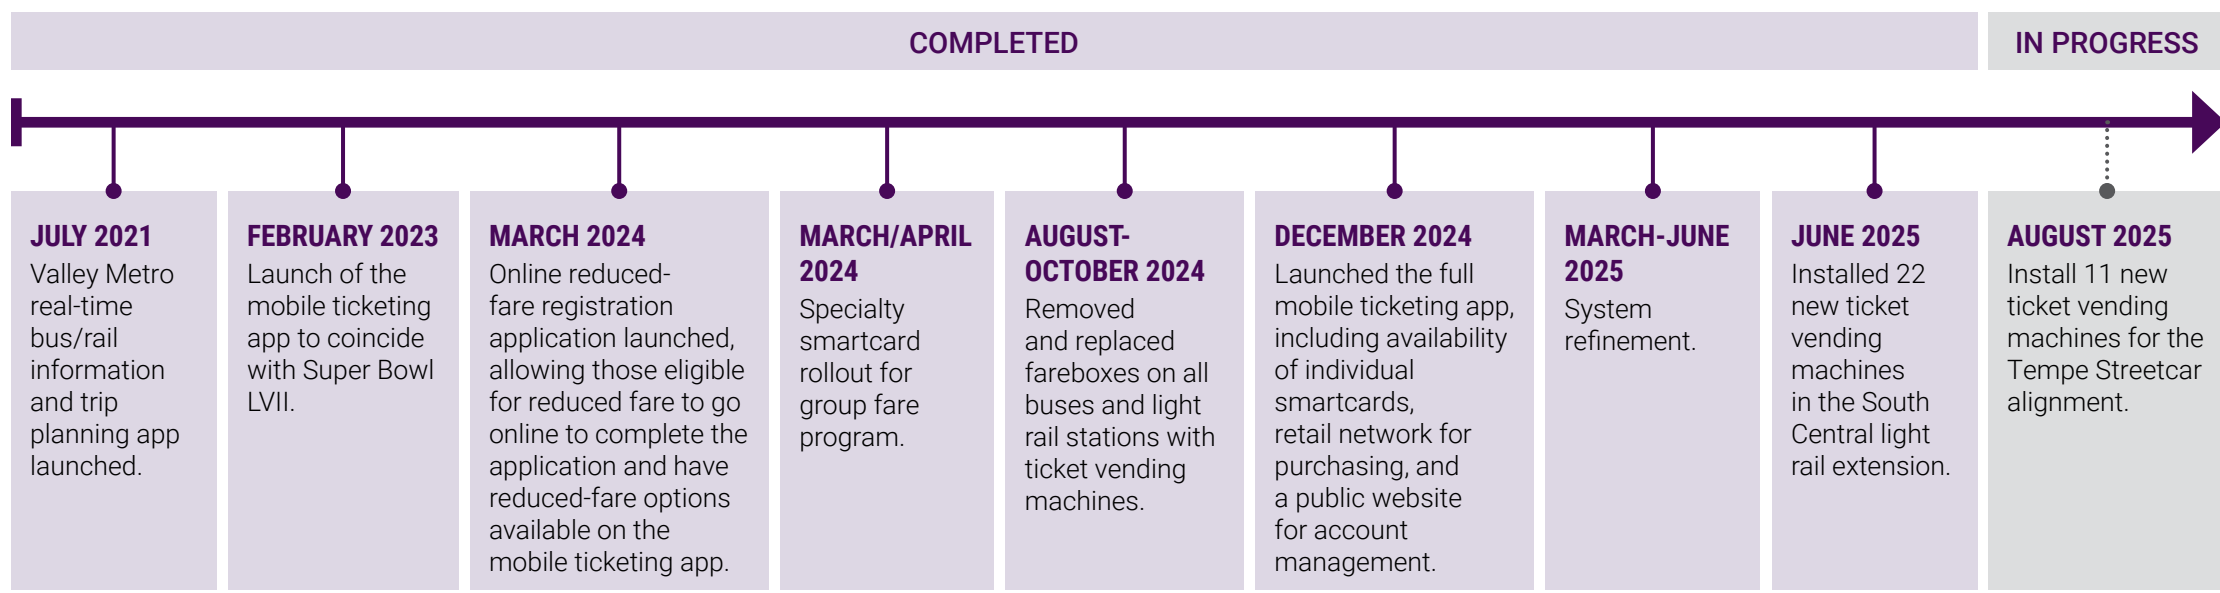 COMPLETED
IN PROGRESS
JULY 2021
Valley Metro
real-time
bus/rail
information
and trip
planning app
launched.
FEBRUARY 2023
Launch of the
mobile ticketing
app to coincide
with Super Bowl
LVII.
MARCH 2024
Online reduced-
fare registration
application launched,
allowing those eligible
for reduced fare to go
online to complete the
application and have
reduced-fare options
available on the
mobile ticketing app.
MARCH/APRIL
2024
Specialty
smartcard
rollout for
group fare
program.
AUGUST-
OCTOBER 2024
Removed
and replaced
fareboxes on all
buses and light
rail stations with
ticket vending
machines.
DECEMBER 2024
Launched the full
mobile ticketing app,
including availability
of individual
smartcards,
retail network for
purchasing, and
a public website
for account
management.
MARCH-JUNE
2025
System
refinement.
JUNE 2025
Installed 22
new ticket
vending
machines
in the South
Central light
rail extension.
AUGUST 2025
Install 11 new
ticket vending
machines for the
Tempe Streetcar
alignment.